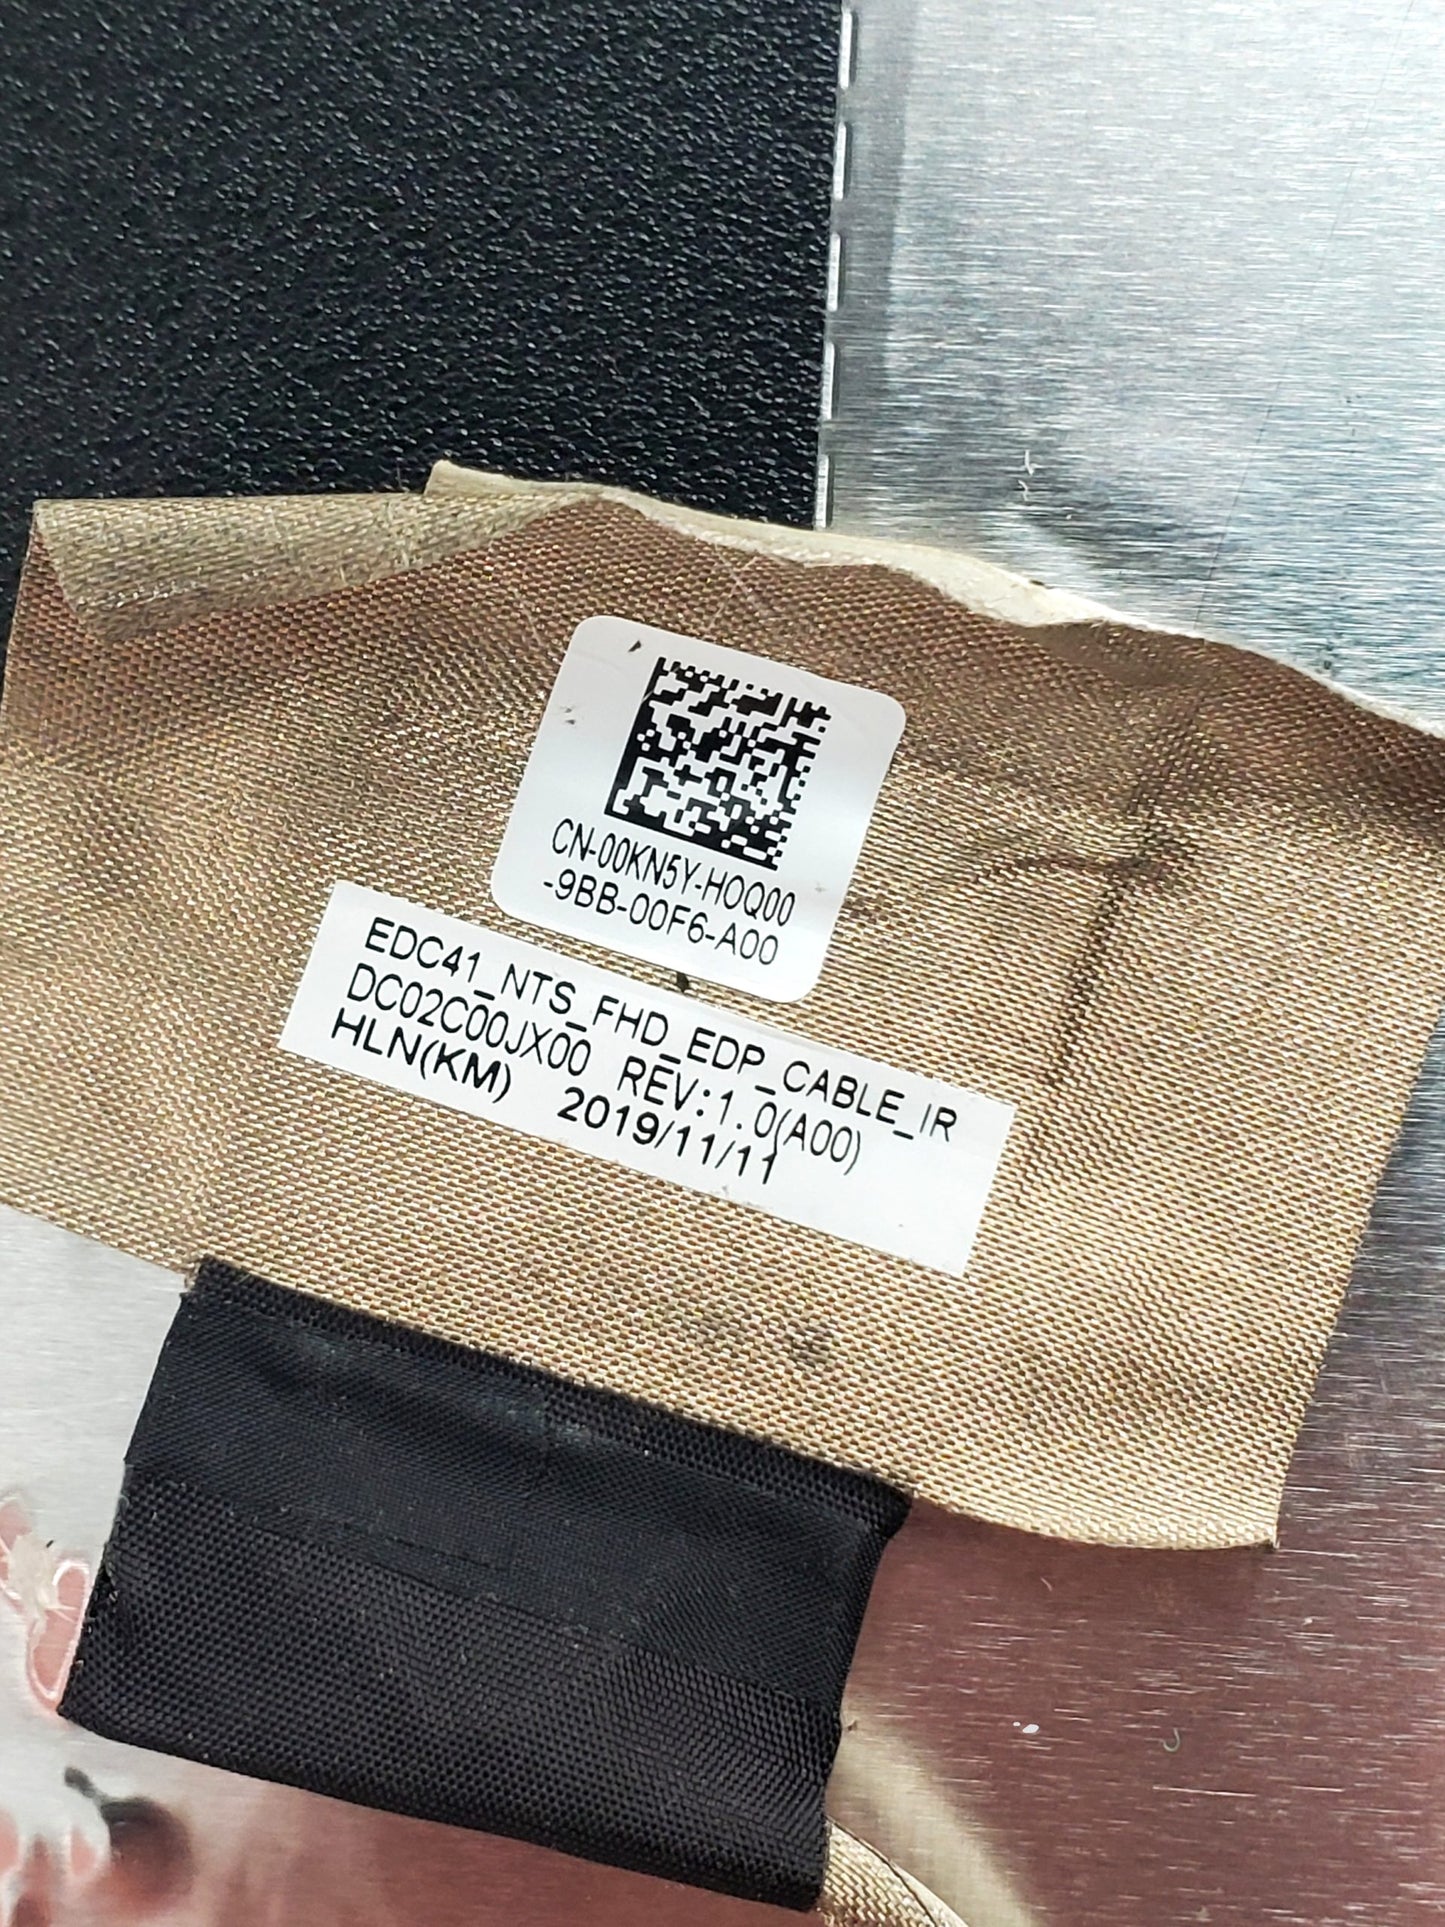 CN-00KN5Y-HOQ00
-9BB-00F6-A00
EDC41_NTS_FHD_EDP_CABLE_IR
DC02C00JX00 REV:1.0(A00)
HLN(KM) 2019/11/11